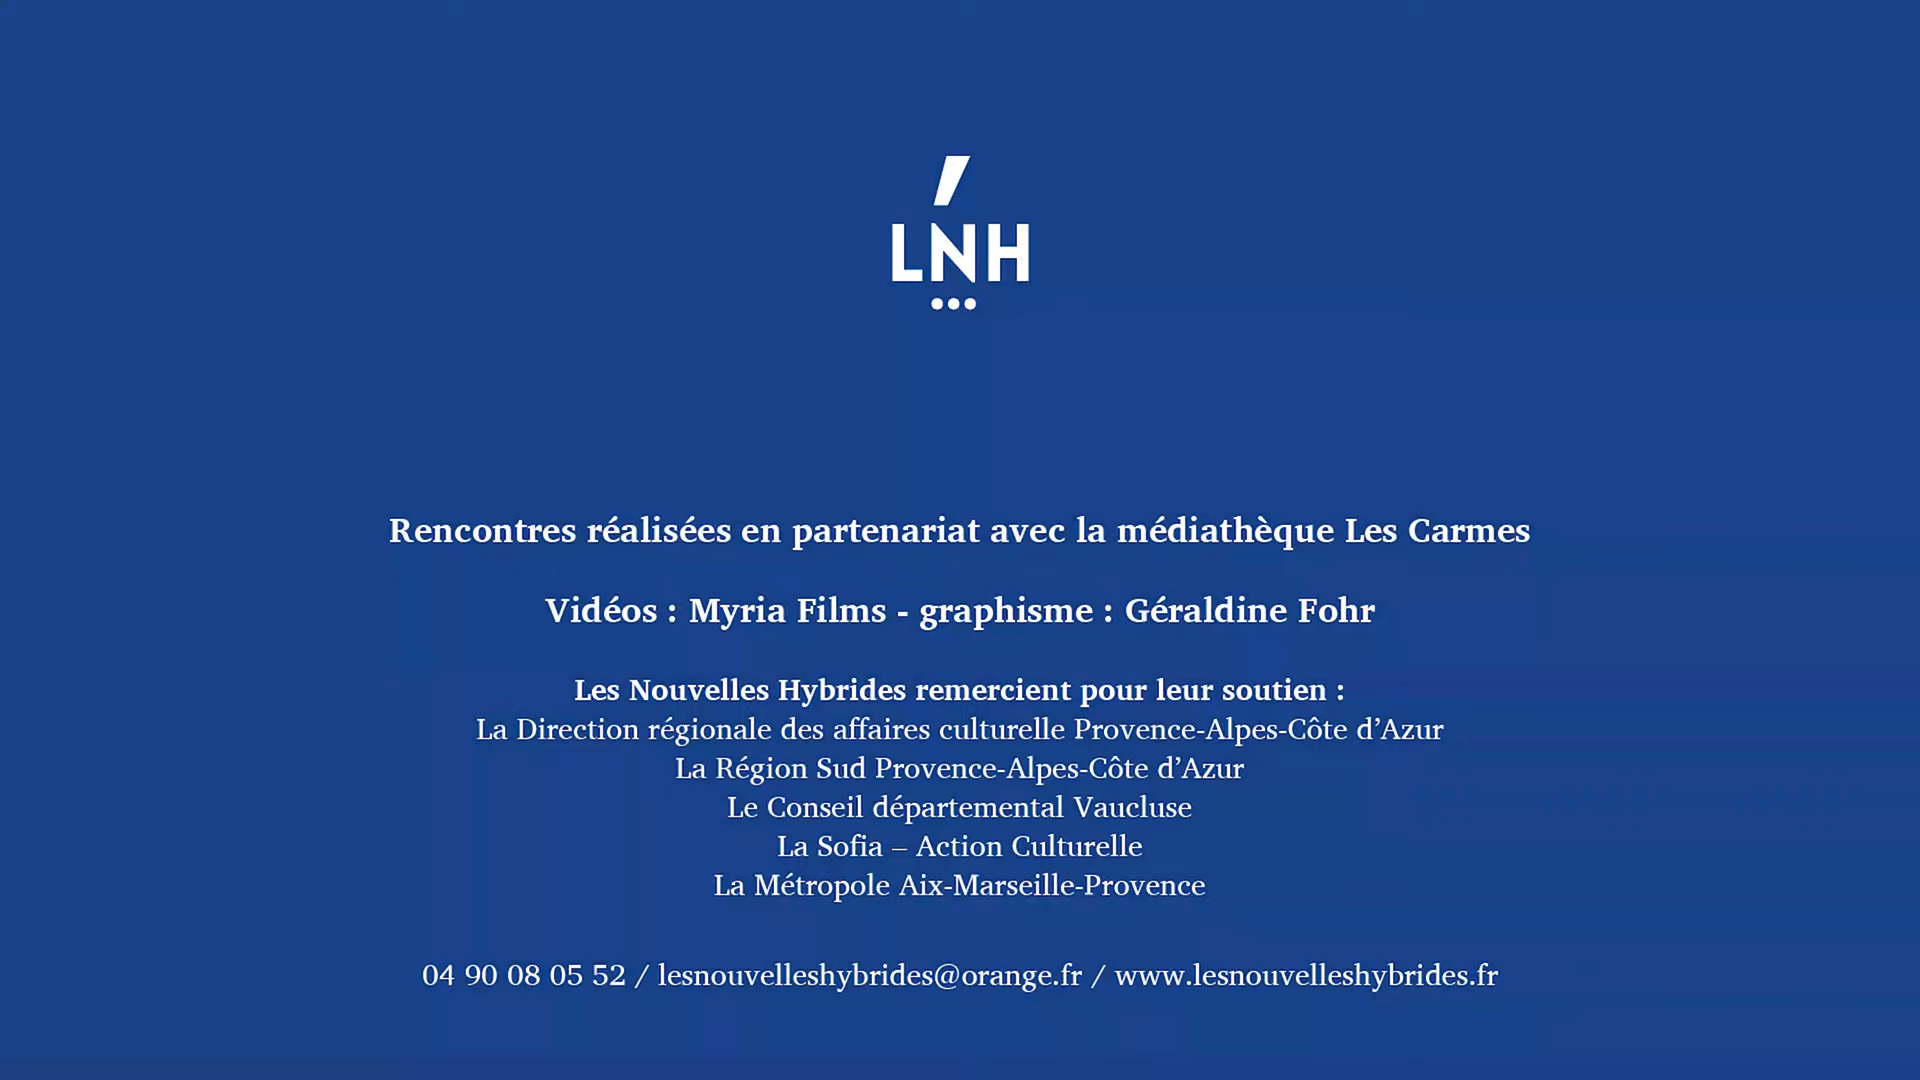 LNH
Rencontres réalisées en partenariat avec la médiathèque Les Carmes
Vidéos : Myria Films - graphisme : Géraldine Fohr
Les Nouvelles Hybrides remercient pour leur soutien :
La Direction régionale des affaires culturelle Provence-Alpes-Côte d’Azur
La Région Sud Provence-Alpes-Côte d’Azur
Le Conseil départemental Vaucluse
La Sofia – Action Culturelle
La Métropole Aix-Marseille-Provence
04 90 08 05 52 / lesnouvelleshybrides@orange.fr / www.lesnouvelleshybrides.fr